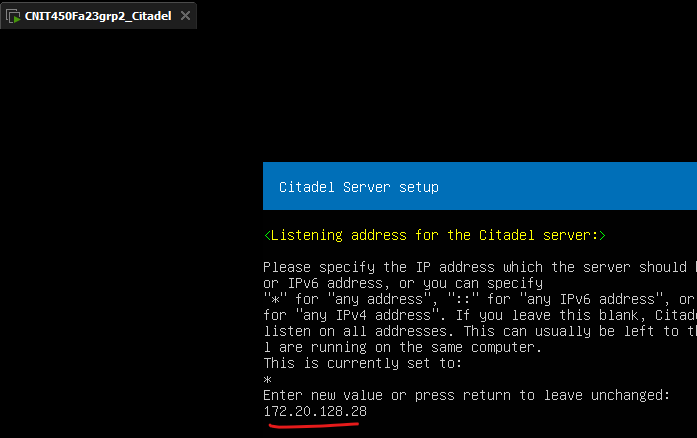 CNIT450Fa23grp2_Citadel
Citadel Server setup
<Listening address for the Citadel server:>
Please specify the IP address which the server should
or IPv6 address, or you can specify
"*" for "any address", "::" for "any IPv6 address", or
for "any IPv4 address". If you leave this blank, Citade
listen on all addresses. This can usually be left to th
l are running on the same computer.
This is currently set to:
*
Enter new value or press return to leave unchanged:
172.20.128.28